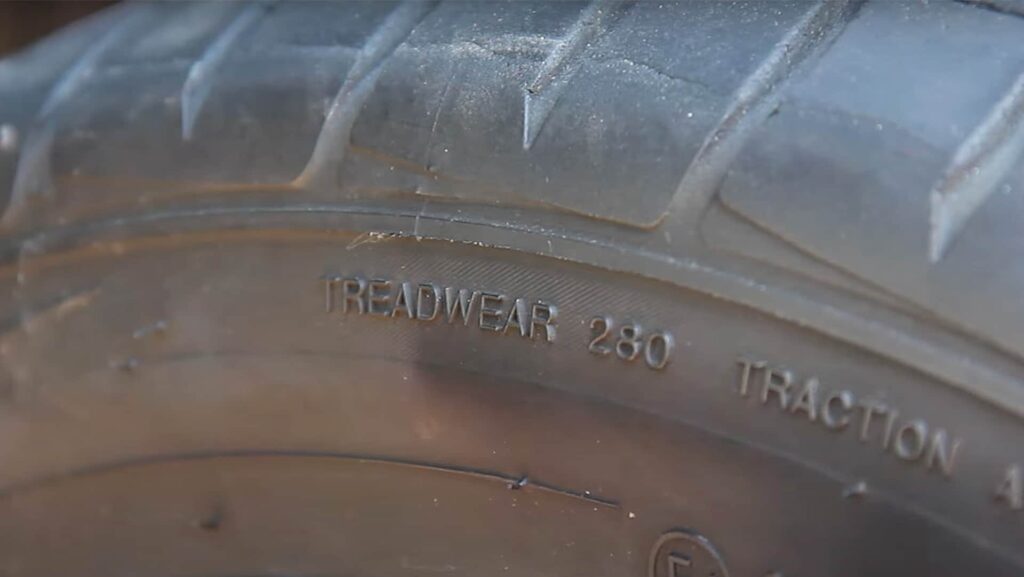 TREADWEAR 280 TRACTION A
E